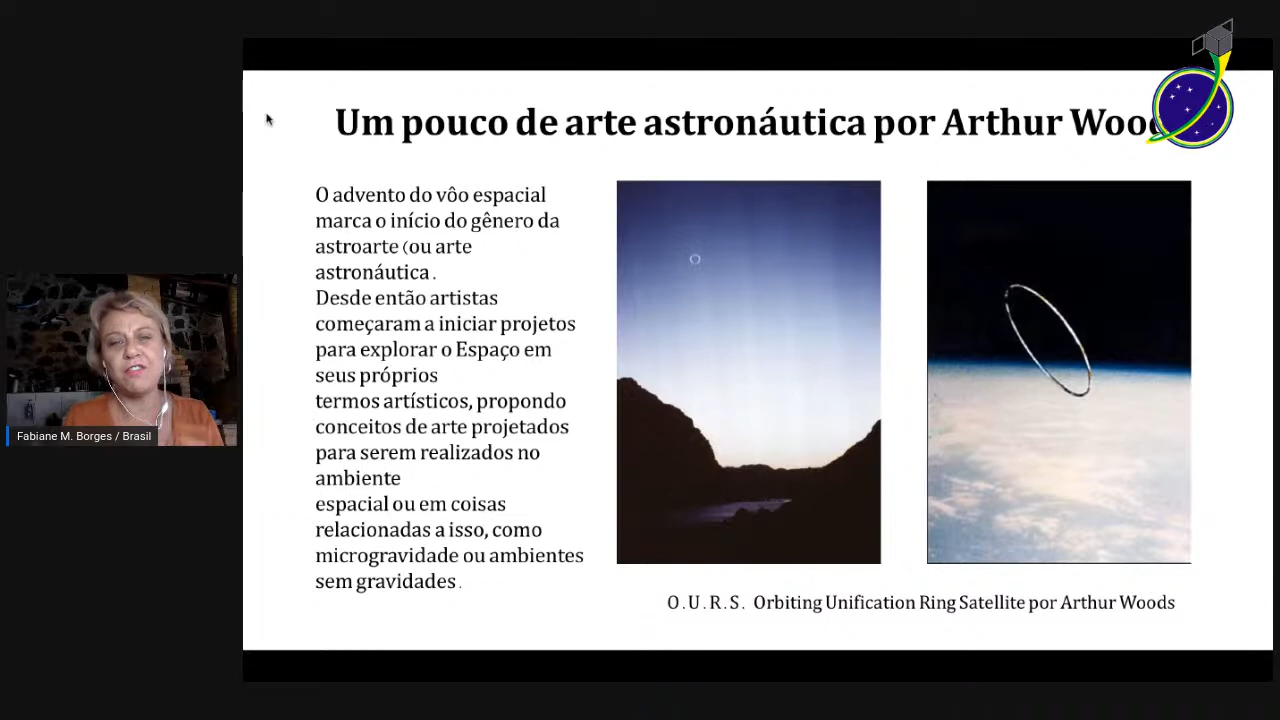 Um pouco de arte astronáutica por Arthur
O advento do vôo espacial
marca o início do gênero da
astroarte (ou arte
astronáutica .
Desde então artistas
começaram a iniciar projetos
para explorar o Espaço em
seus próprios
termos artísticos, propondo
conceitos de arte projetados
para serem realizados no
ambiente
espacial ou em coisas
relacionadas a isso, como
microgravidade ou ambientes
sem gravidades .
O.U.R.S. Orbiting Unification Ring Satellite por Arthur Woods
Fabiane M. Borges / Brasil